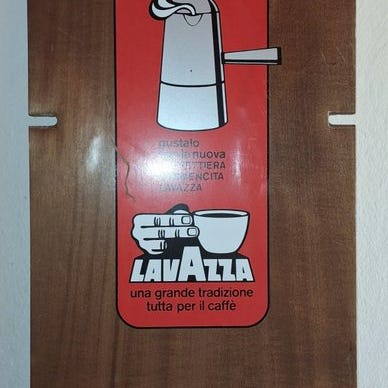 gustalo
nuova
LAVAZZA
LAVAZZA
una grande tradizione
tutta per il caffè